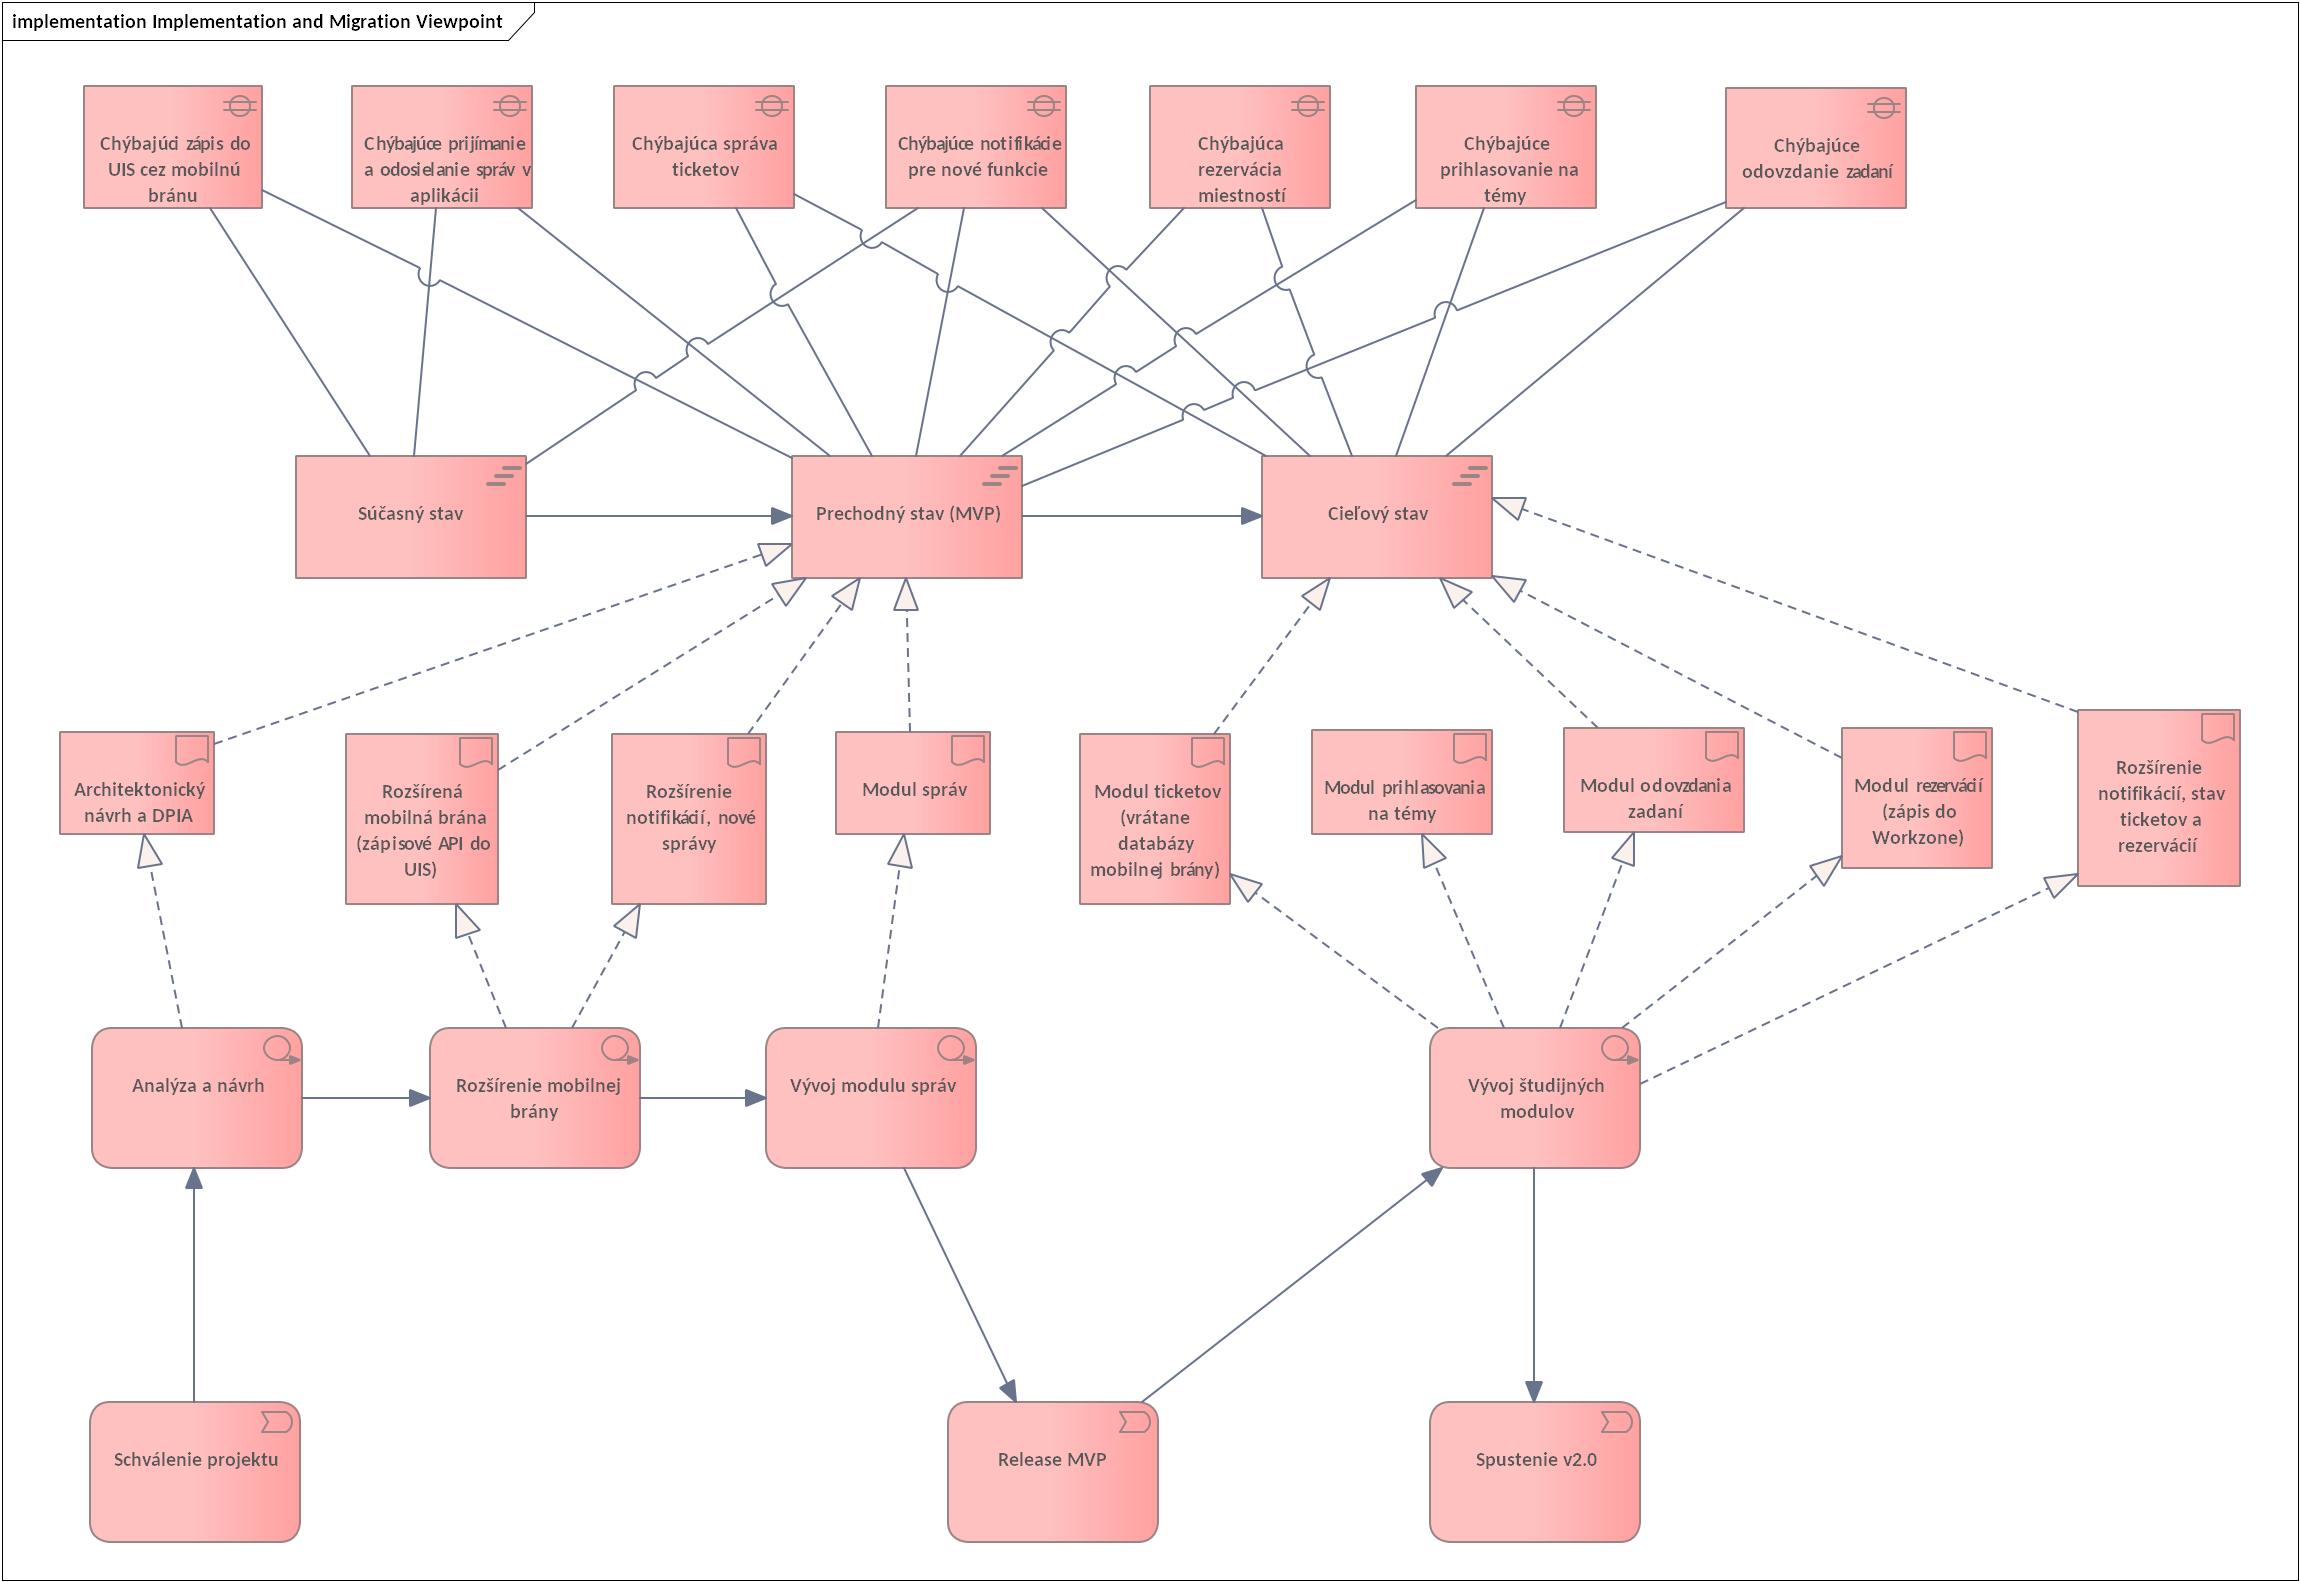 implementation Implementation and Migration Viewpoint
Chýbajúci zápis do
UIS cez mobilnú
bránu
Chýbajúce prijímanie
a odosielanie správ v
aplikácii
Chýbajúca správa
ticketov
Chýbajúce notifikácie
pre nové funkcie
Chýbajúca
rezervácia
miestností
Chýbajúce
prihlasovanie na
témy
Chýbajúce
odovzdanie zadaní
Súčasný stav
Prechodný stav (MVP)
Cieľový stav
Architektonický
návrh a DPIA
Rozšírená
mobilná brána
(zápisové API do
UIS)
Rozšírenie
notifikácií, nové
správy
Modul správ
Modul ticketov
(vrátane
databázy
mobilnej brány)
Modul prihlasovania
na témy
Modul odovzdania
zadaní
Modul rezervácií
(zápis do
Workzone)
Rozšírenie
notifikácií, stav
ticketov a
rezervácií
Analýza a návrh
Rozšírenie mobilnej
brány
Vývoj modulu správ
Vývoj študijných
modulov
Schválenie projektu
Release MVP
Spustenie v2.0